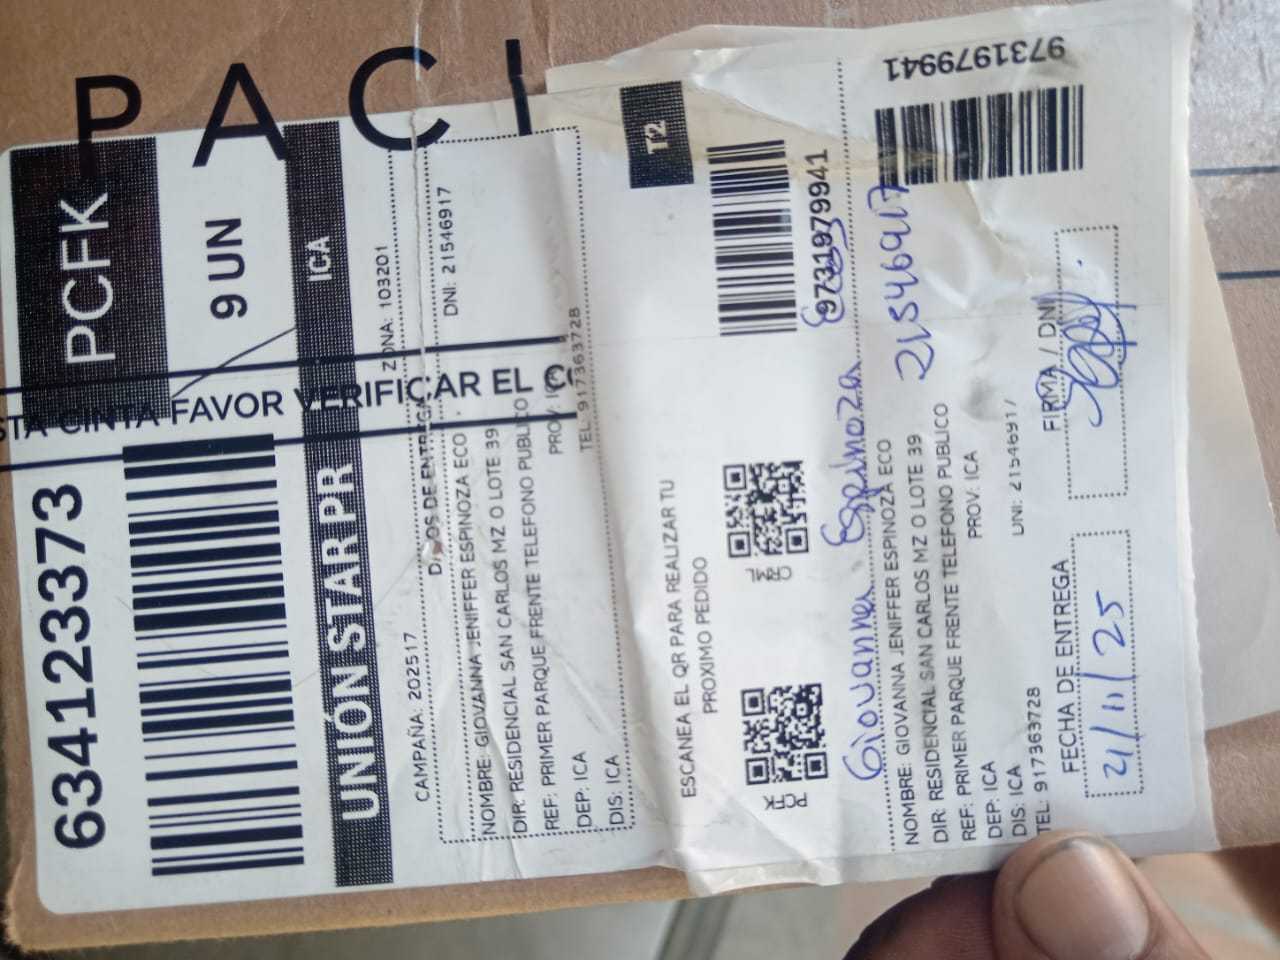 PACI
STA CINTA FAVOR VERIFICAR EL CO
PCFK
9 UN
634123373
UNIÓN STAR PR
ICA
CAMPAÑA: 202517
ZONA: 103201
DATOS DE ENTREGA
NOMBRE: GIOVANNA JENIFFER ESPINOZA ECO
DNI: 21546917
DIR: RESIDENCIAL SAN CARLOS MZ O LOTE 39
REF: PRIMER PARQUE FRENTE TELEFONO PUBLICO
DEP: ICA
PROV: ICA
DIS: ICA
TEL: 917363728
T2
ESCANEA EL QR PARA REALIZAR TU
PROXIMO PEDIDO
PCFK
CRML
9731979941
Giovanna Espinoza Eco
21546917
9731979941
NOMBRE: GIOVANNA JENIFFER ESPINOZA ECO
DIR: RESIDENCIAL SAN CARLOS MZ O LOTE 39
REF: PRIMER PARQUE FRENTE TELEFONO PUBLICO
DEP: ICA
PROV: ICA
DIS: ICA
DNI: 21546917
TEL: 917363728
FECHA DE ENTREGA
FIRMA / DNI
21/11/25